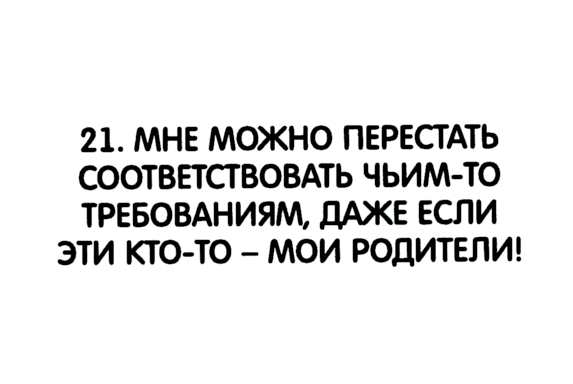 21. МНЕ МОЖНО ПЕРЕСТАТЬ
СООТВЕТСТВОВАТЬ ЧЬИМ-ТО
ТРЕБОВАНИЯМ, ДАЖЕ ЕСЛИ
ЭТИ КТО-ТО – МОИ РОДИТЕЛИ!